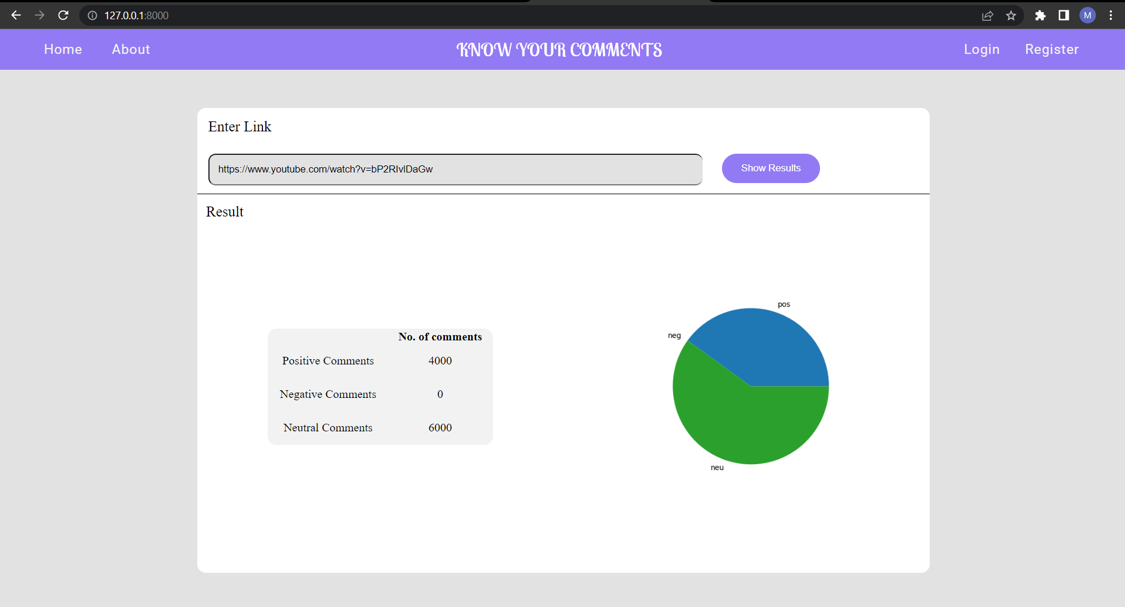 127.0.0.1:8000
M
Home About KNOW YOUR COMMENTS Login Register
Enter Link
https://www.youtube.com/watch?v=bP2RIvlDaGw Show Results
Result
No. of comments
Positive Comments 4000
Negative Comments 0
Neutral Comments 6000
pos
neg
neu